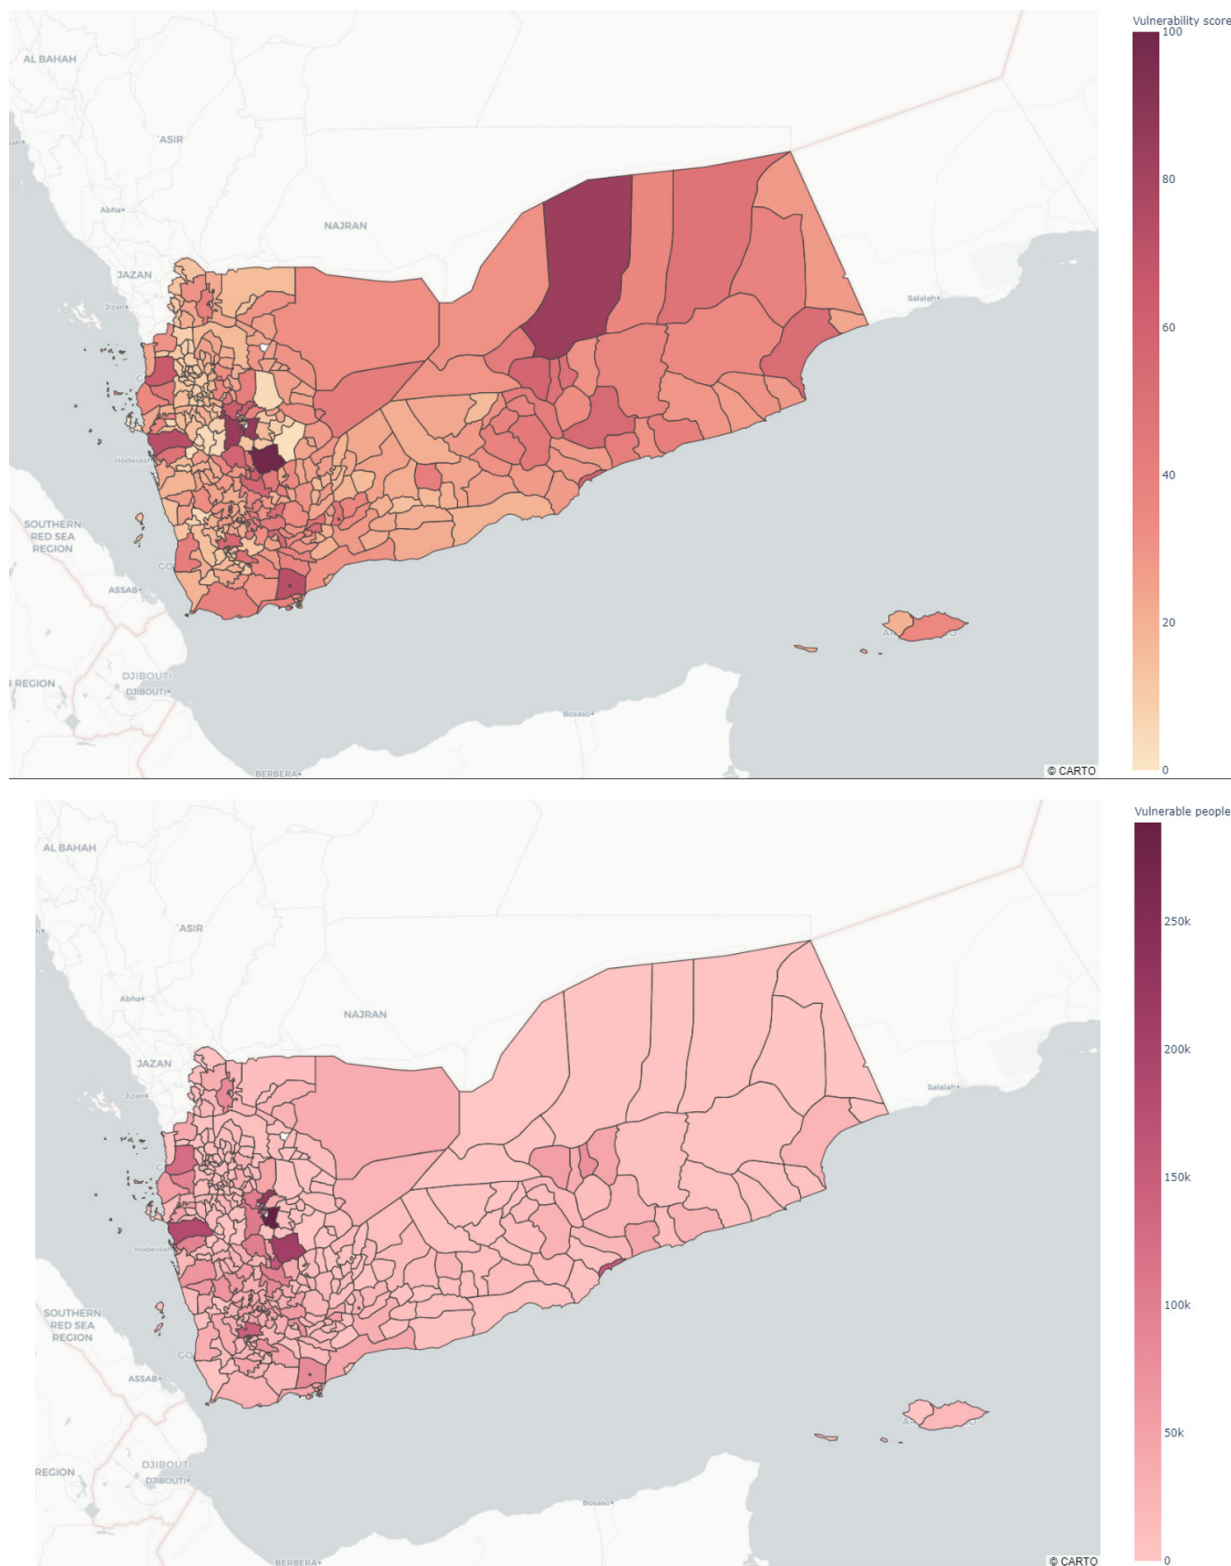 Vulnerability score
100
AL BAHAH
ASIR
80
Abha
NAJRAN
JAZAN
Jizan
Salalah
60
40
Hodeidah
SOUTHERN
RED SEA
REGION
ASSAB
20
DJIBOUTI
REGION
DJIBOUTI
Bosaso
BERBERA
© CARTO
0
Vulnerable people
AL BAHAH
250k
ASIR
Abha
200k
NAJRAN
JAZAN
Jizan
Salalah
150k
Hodeidah
100k
SOUTHERN
RED SEA
REGION
ASSAB
50k
DJIBOUTI
REGION
DJIBOUTI
Bosaso
BERBERA
© CARTO
0